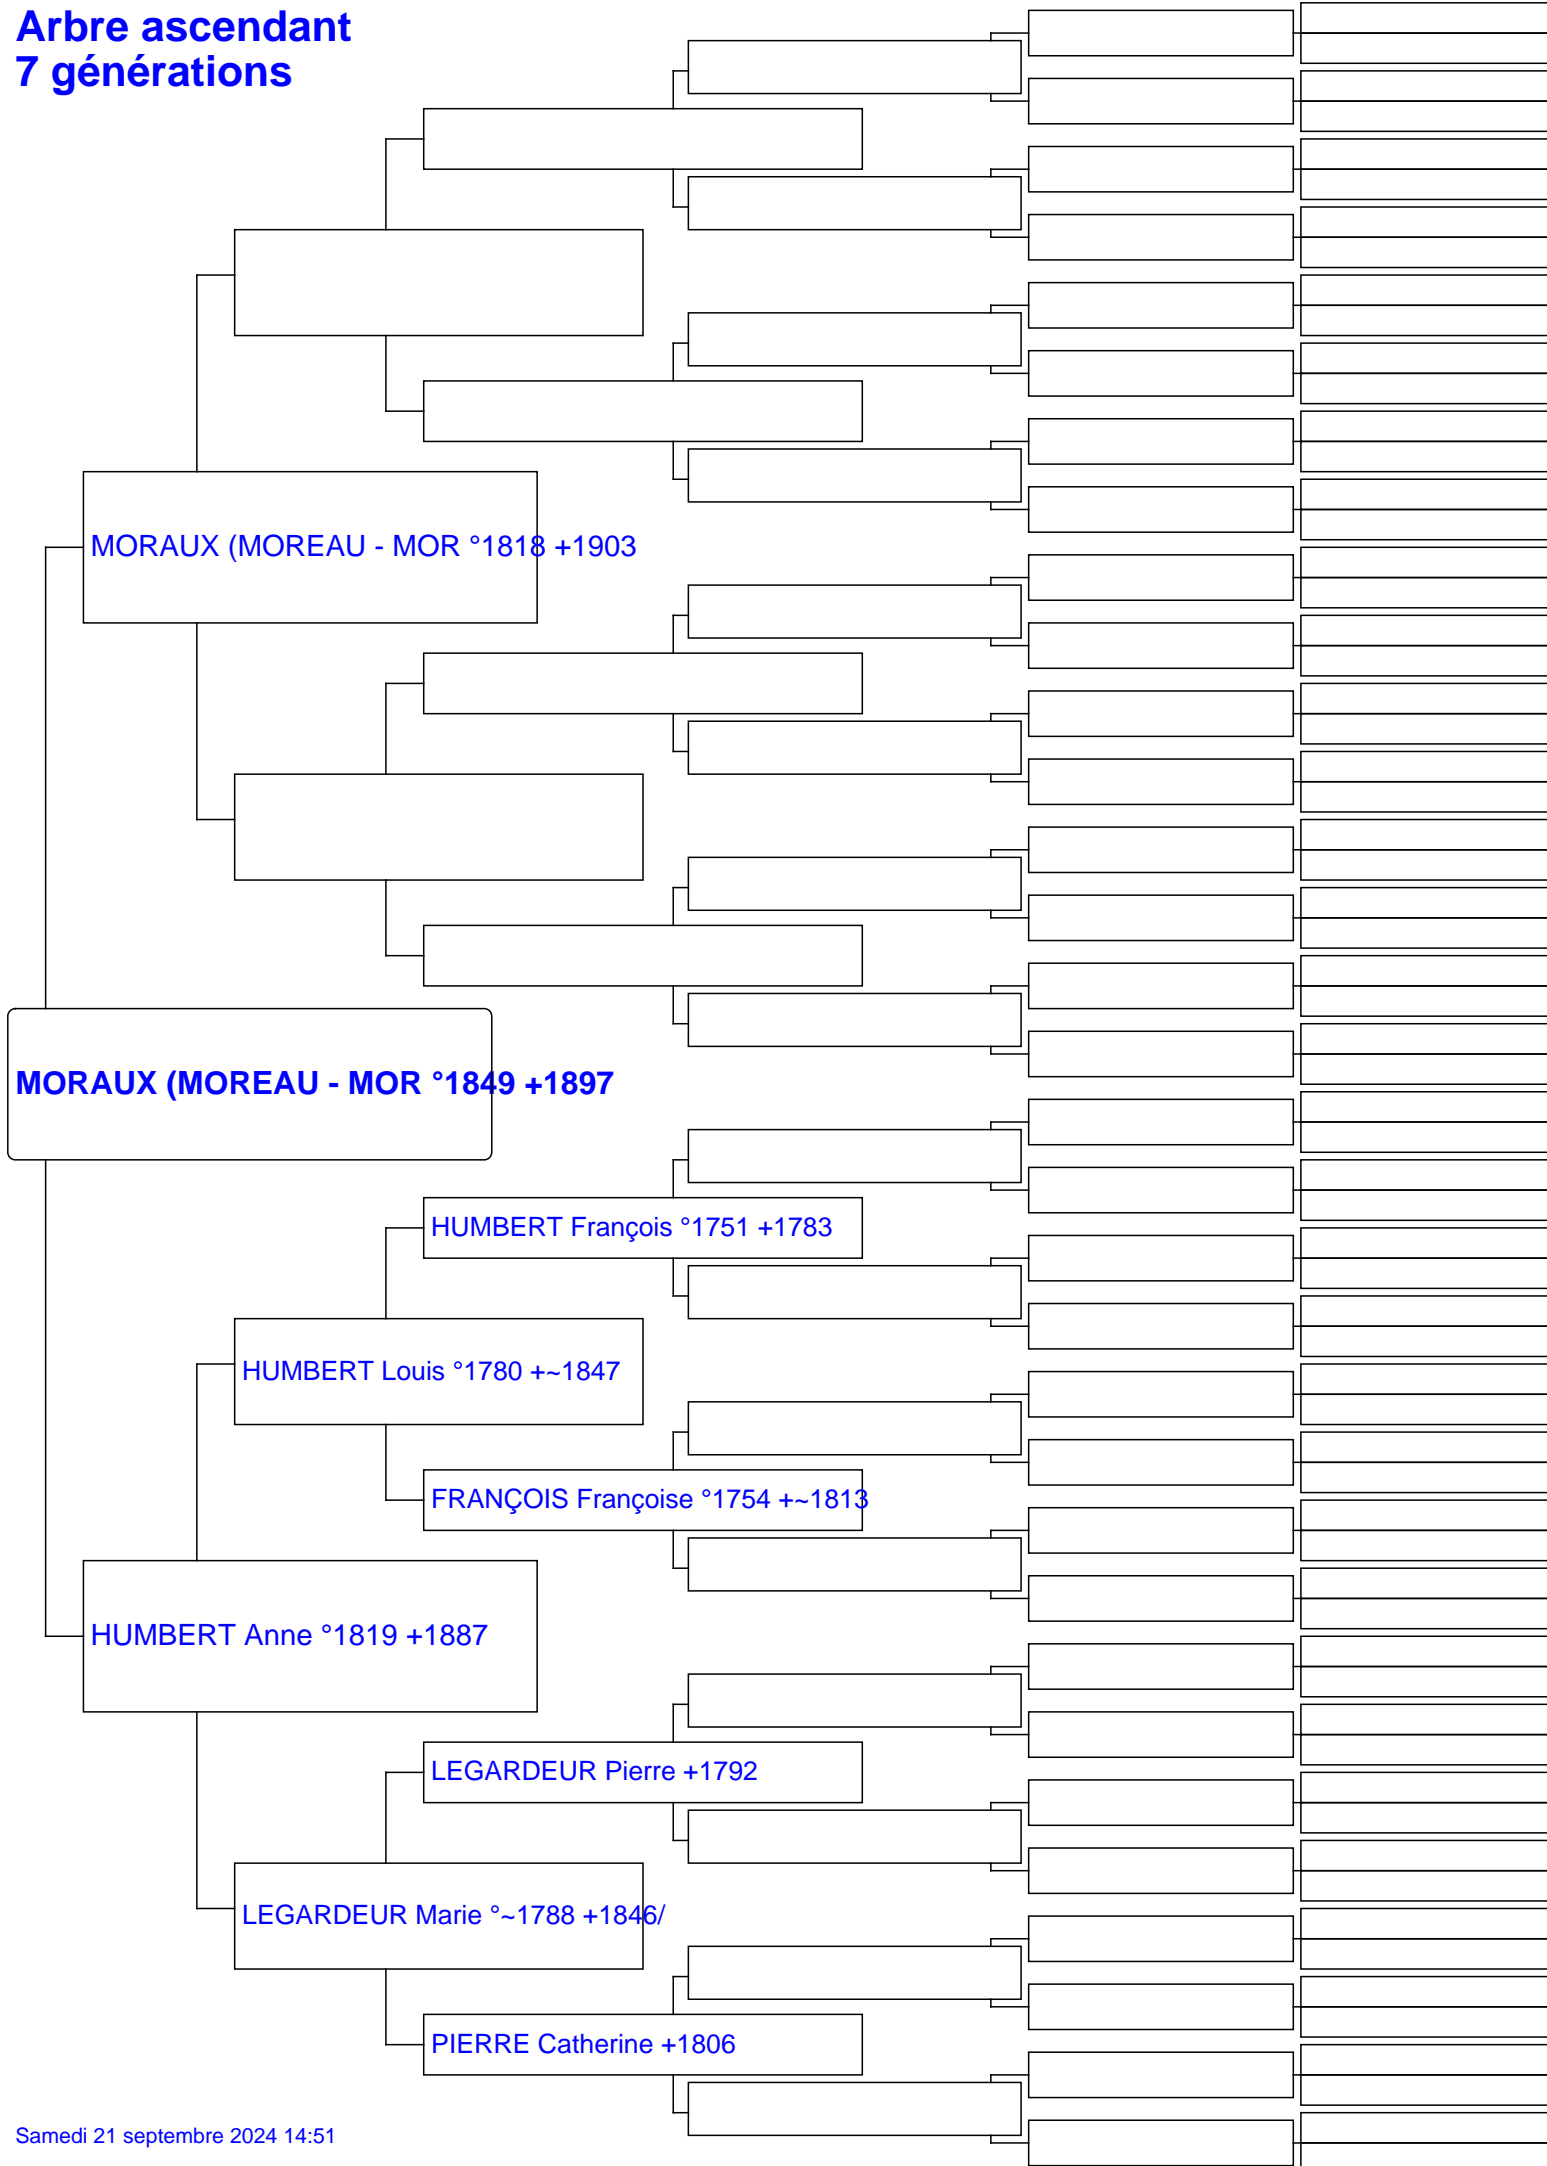 Arbre ascendant
7 générations
MORAUX (MOREAU - MOR °1818 +1903
MORAUX (MOREAU - MOR °1849 +1897
HUMBERT François °1751 +1783
HUMBERT Louis °1780 +~1847
FRANÇOIS Françoise °1754 +~1813
HUMBERT Anne °1819 +1887
LEGARDEUR Pierre +1792
LEGARDEUR Marie °~1788 +1846/
PIERRE Catherine +1806
Samedi 21 septembre 2024 14:51